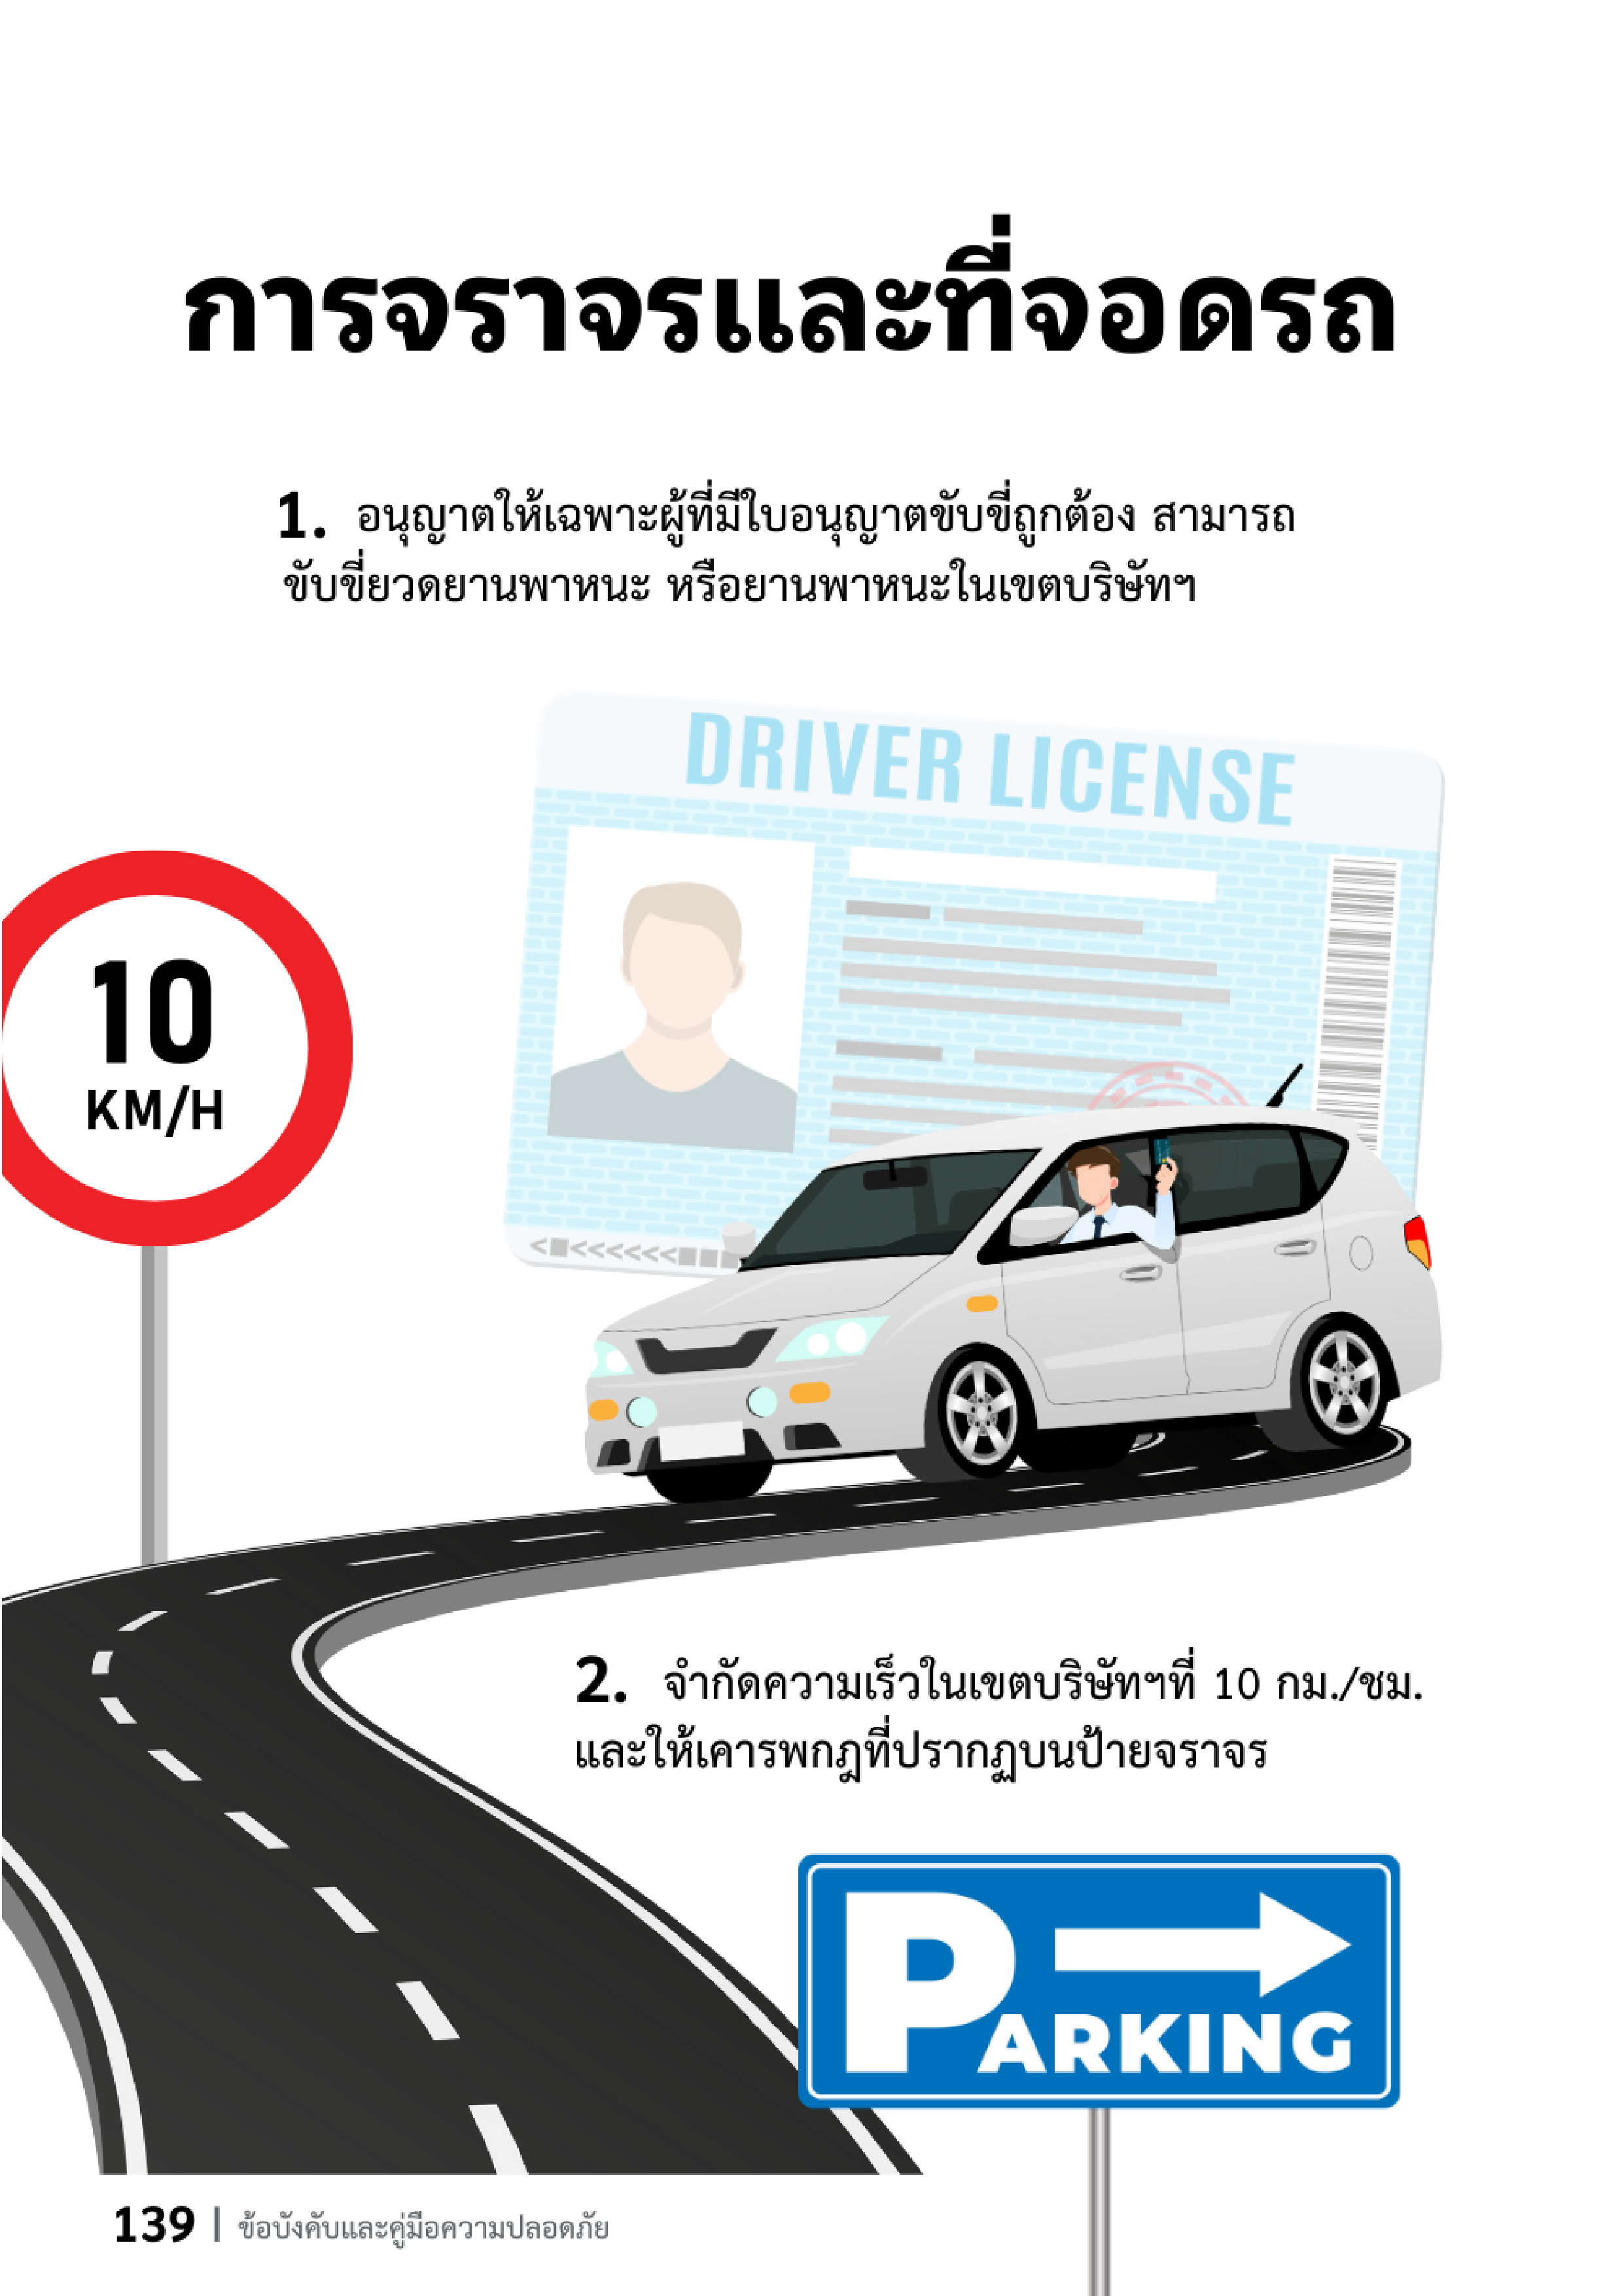 การจราจรและที่จอดรถ
1. อนุญาตให้เฉพาะผู้ที่มีใบอนุญาตขับขี่ถูกต้อง สามารถ
ขับขี่ยวดยานพาหนะ หรือยานพาหนะในเขตบริษัทฯ
DRIVER LICENSE
10
KM/H
2. จำกัดความเร็วในเขตบริษัทฯที่ 10 กม./ชม.
และให้เคารพกฎที่ปรากฏบนป้ายจราจร
PARKING
139 | ข้อบังคับและคู่มือความปลอดภัย